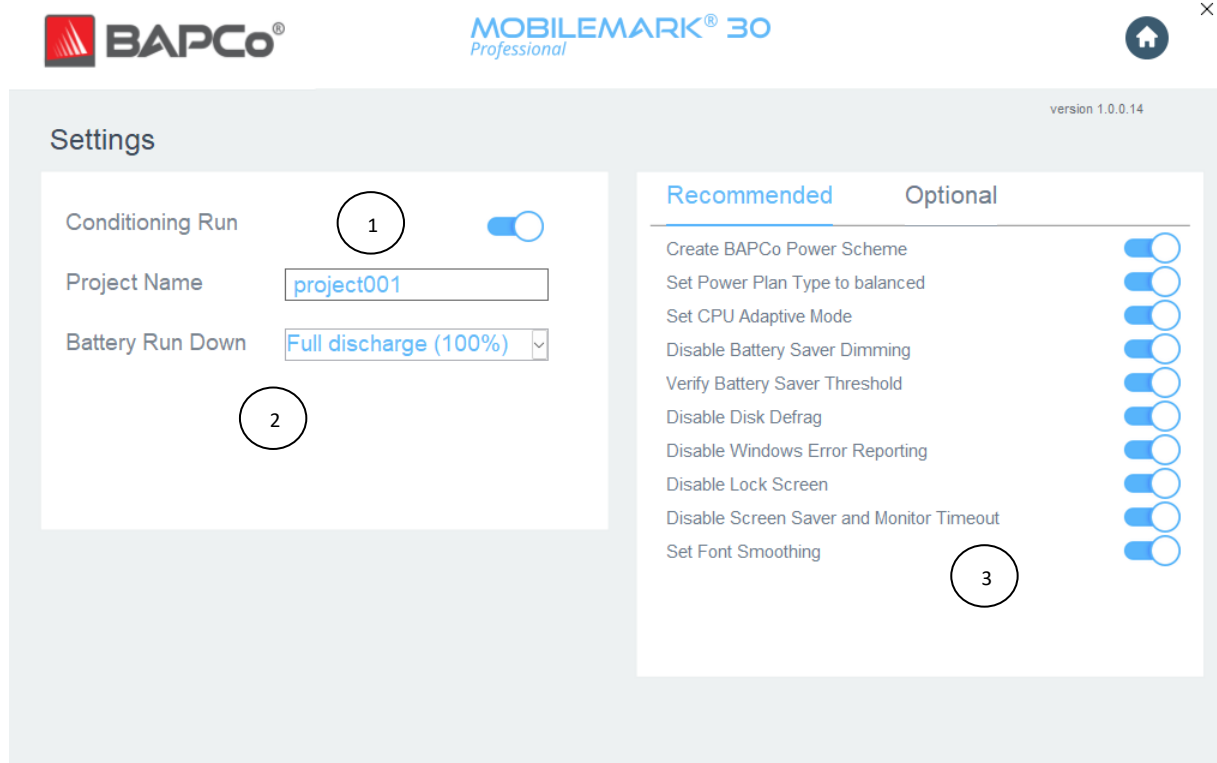 BAPCo®
MOBILEMARK® 30
Professional
version 1.0.0.14
Settings
Conditioning Run
1
Project Name
project001
Battery Run Down
Full discharge (100%)
2
Recommended
Optional
Create BAPCo Power Scheme
Set Power Plan Type to balanced
Set CPU Adaptive Mode
Disable Battery Saver Dimming
Verify Battery Saver Threshold
Disable Disk Defrag
Disable Windows Error Reporting
Disable Lock Screen
Disable Screen Saver and Monitor Timeout
Set Font Smoothing
3